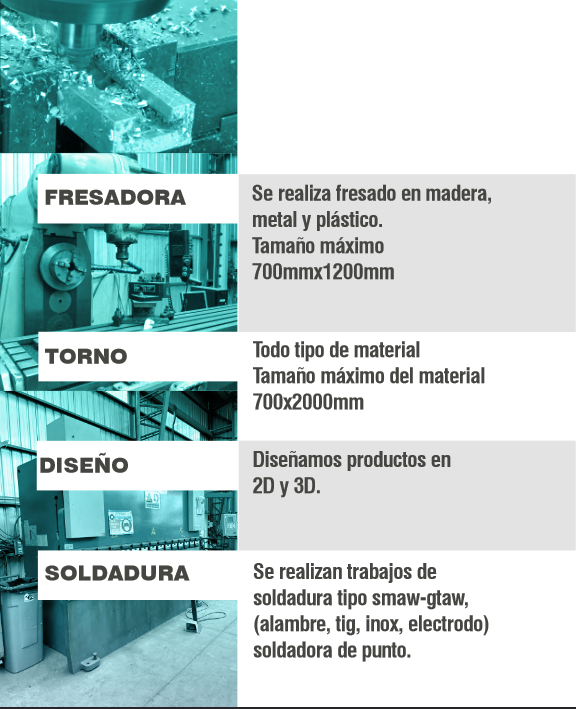 FRESADORA
Se realiza fresado en madera,
metal y plástico.
Tamaño máximo
700mmx1200mm
TORNO
Todo tipo de material
Tamaño máximo del material
700x2000mm
DISEÑO
Diseñamos productos en
2D y 3D.
SOLDADURA
Se realizan trabajos de
soldadura tipo smaw-gtaw,
(alambre, tig, inox, electrodo)
soldadora de punto.